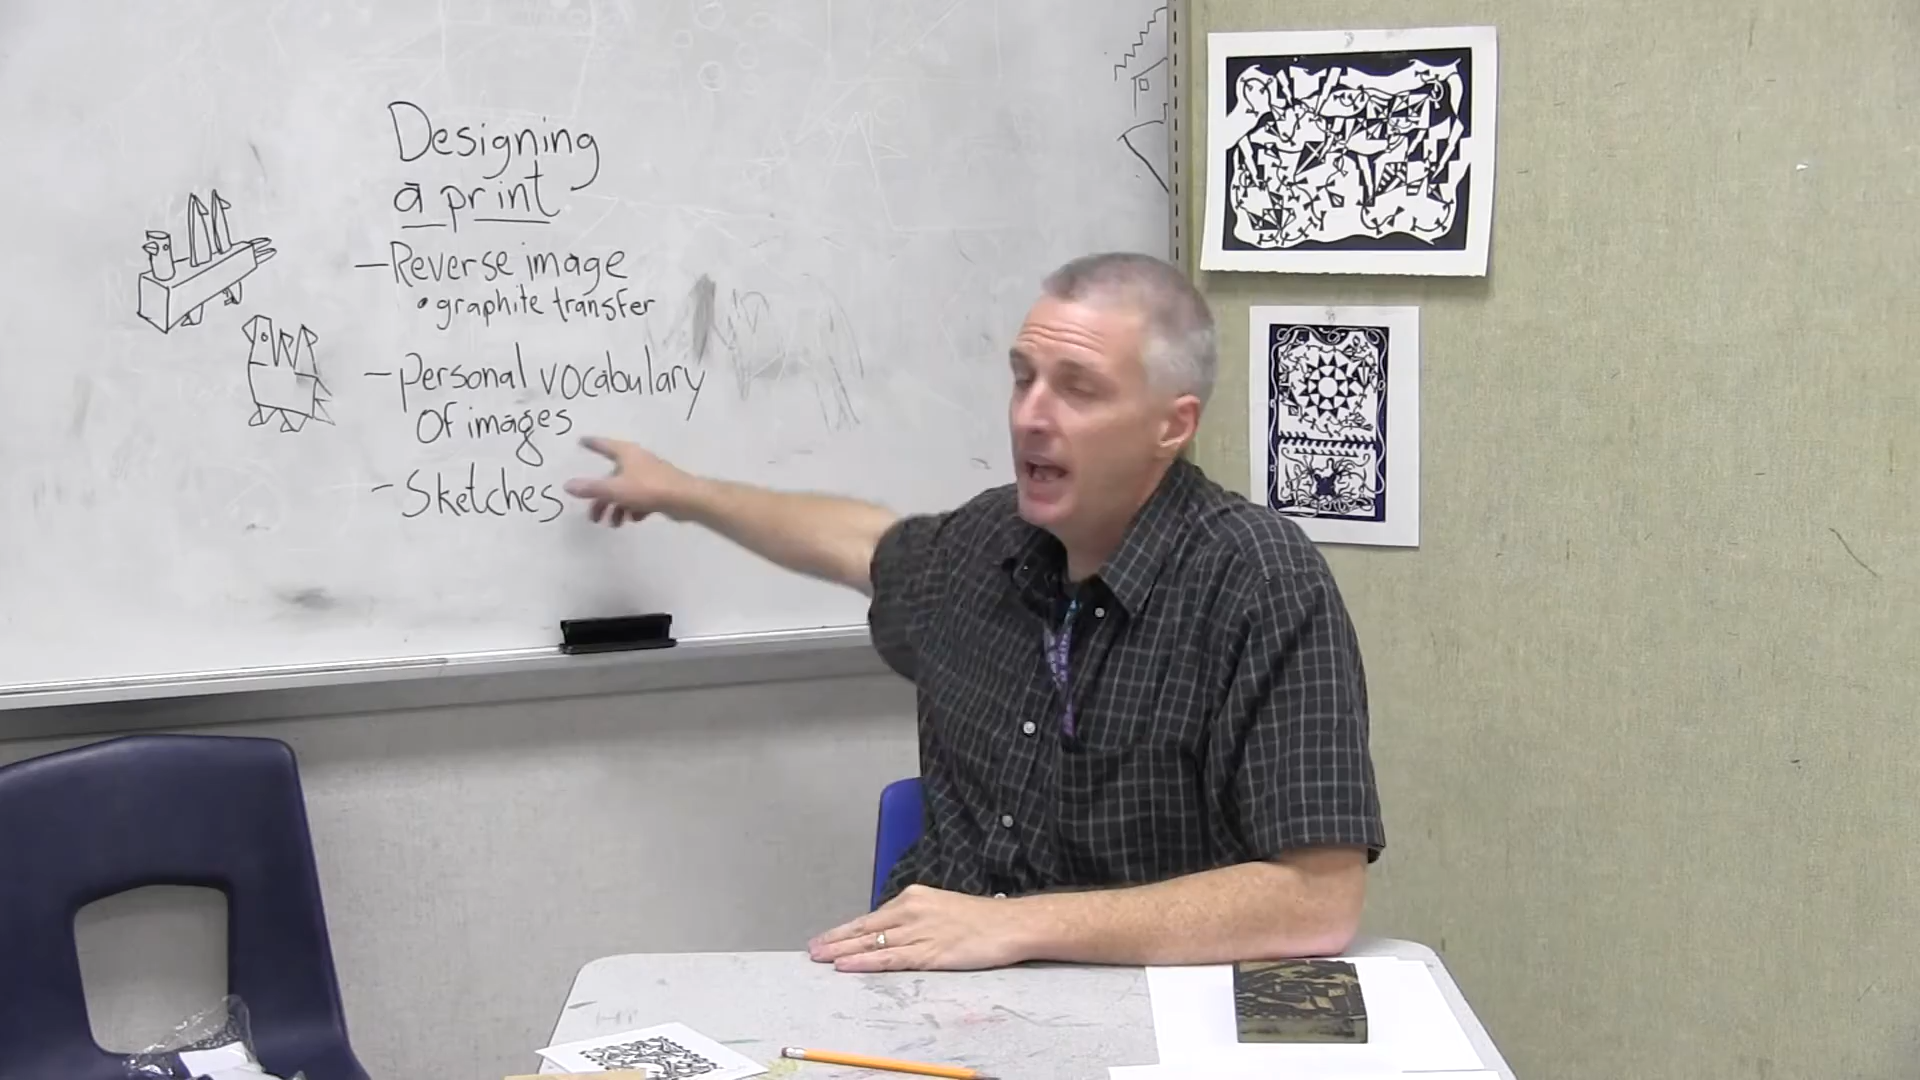 Designing
a print
-Reverse image
• graphite transfer
-personal vocabulary
Of images
-Sketches